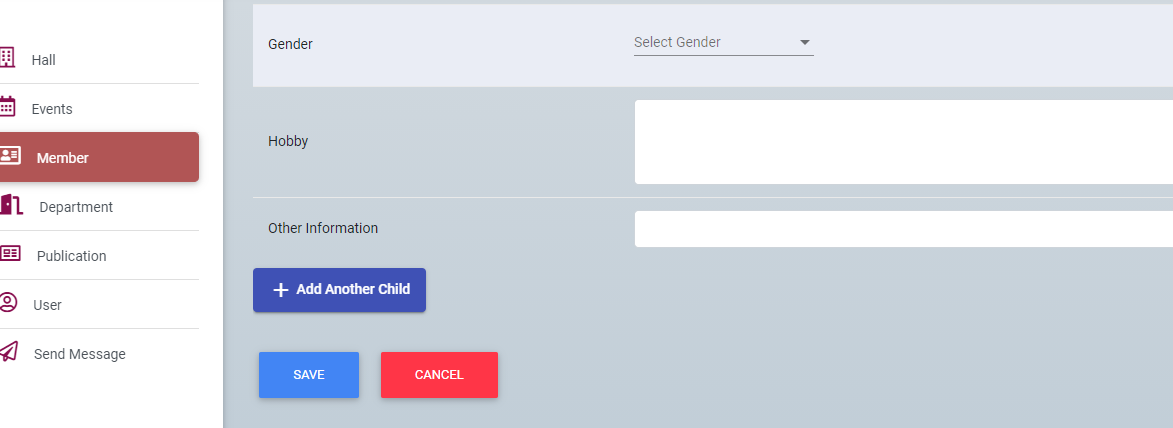 Hall
Events
Member
Department
Publication
User
Send Message
Gender
Select Gender
Hobby
Other Information
+ Add Another Child
SAVE
CANCEL